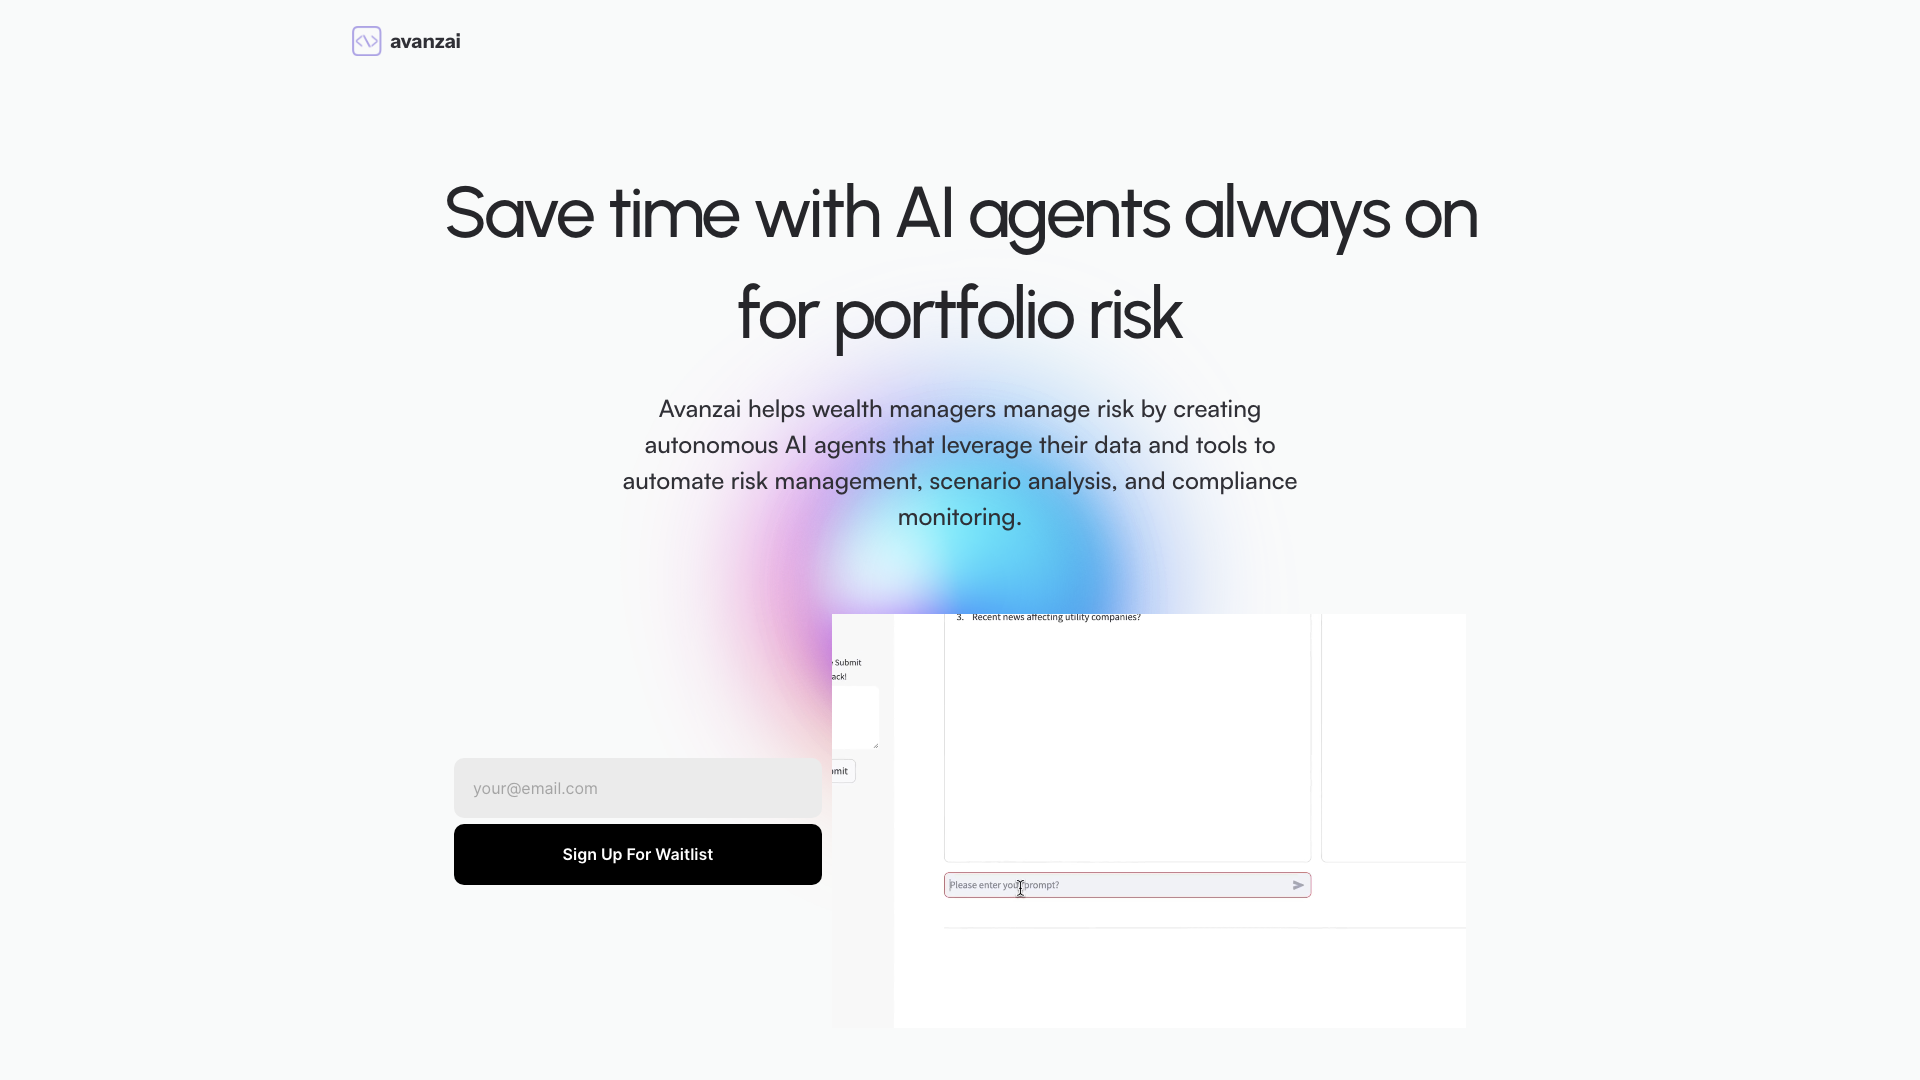 avanzai
Save time with AI agents always on
for portfolio risk
Avanzai helps wealth managers manage risk by creating
autonomous AI agents that leverage their data and tools to
automate risk management, scenario analysis, and compliance
monitoring.
3. Recent news affecting utility companies?
Submit
ack!
mit
your@email.com
Sign Up For Waitlist
Please enter your prompt?